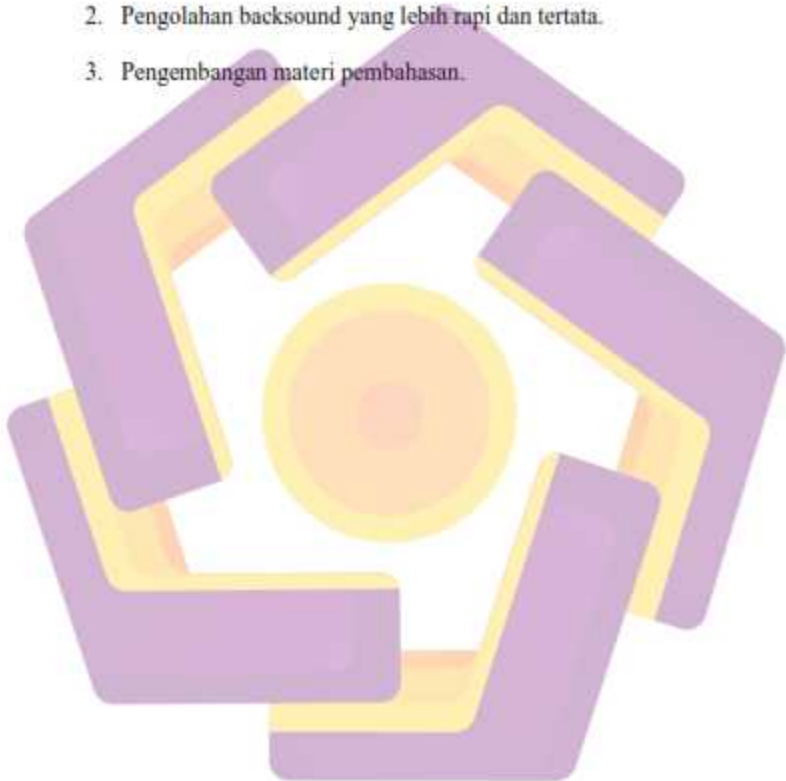 2. Pengolahan backsound yang lebih rapi dan tertata.
3. Pengembangan materi pembahasan.